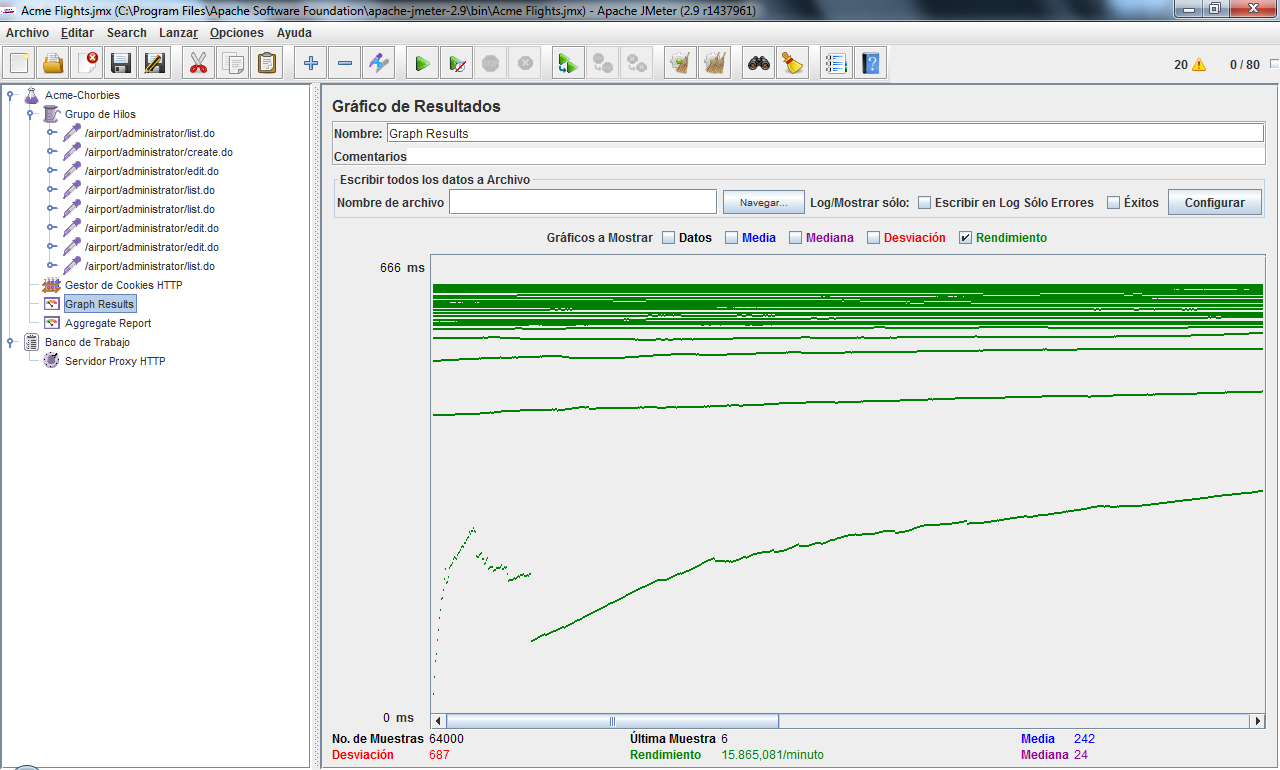 Acme Flights.jmx (C:\Program Files\Apache Software Foundation\apache-jmeter-2.9\bin\Acme Flights.jmx) - Apache JMeter (2.9 r1437961)
Archivo Editar Search Lanzar Opciones Ayuda
20 0 / 80
Acme-Chorbies
Grupo de Hilos
/airport/administrator/list.do
/airport/administrator/create.do
/airport/administrator/edit.do
/airport/administrator/list.do
/airport/administrator/list.do
/airport/administrator/edit.do
/airport/administrator/edit.do
/airport/administrator/list.do
Gestor de Cookies HTTP
Graph Results
Aggregate Report
Banco de Trabajo
Servidor Proxy HTTP
Gráfico de Resultados
Nombre: Graph Results
Comentarios
Escribir todos los datos a Archivo
Nombre de archivo Navegar... Log/Mostrar sólo: Escribir en Log Sólo Errores Éxitos Configurar
Gráficos a Mostrar Datos Media Mediana Desviación Rendimiento
666 ms
0 ms
No. de Muestras 64000 Última Muestra 6 Media 242
Desviación 687 Rendimiento 15.865,081/minuto Mediana 24